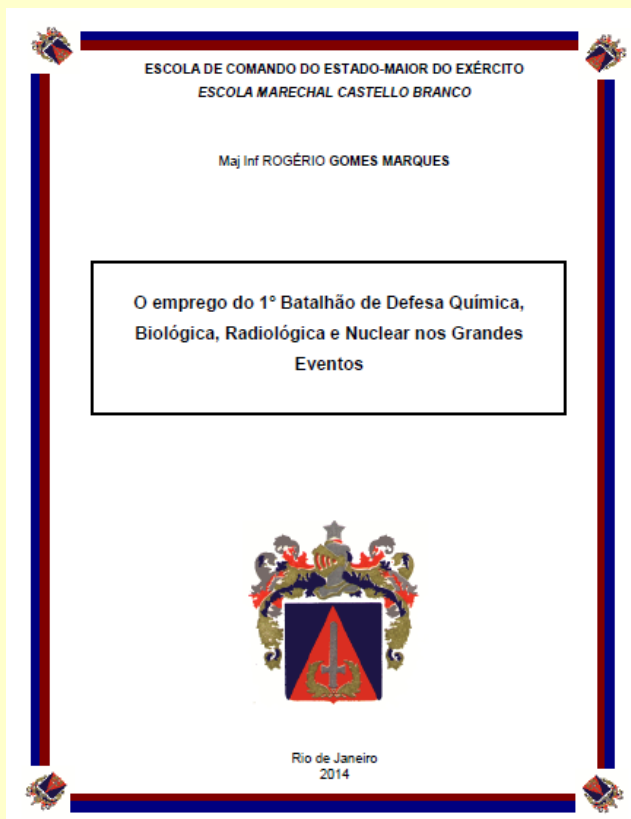 ESCOLA DE COMANDO DO ESTADO-MAIOR DO EXÉRCITO
ESCOLA MARECHAL CASTELLO BRANCO
Maj Inf ROGÉRIO GOMES MARQUES
O emprego do 1º Batalhão de Defesa Química,
Biológica, Radiológica e Nuclear nos Grandes
Eventos
Rio de Janeiro
2014